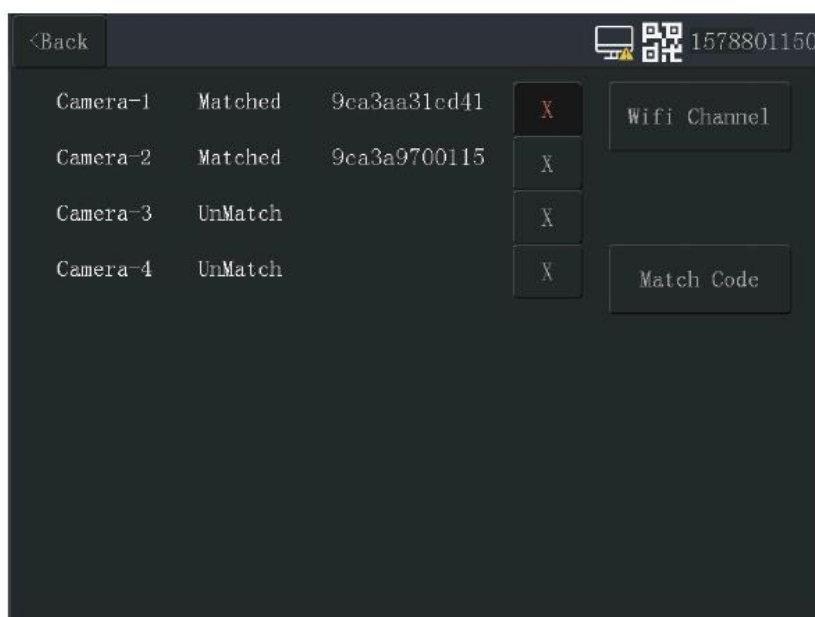 <Back 1578801150
Camera-1 Matched 9ca3aa31cd41 X Wifi Channel
Camera-2 Matched 9ca3a9700115 X
Camera-3 UnMatch X
Camera-4 UnMatch X Match Code